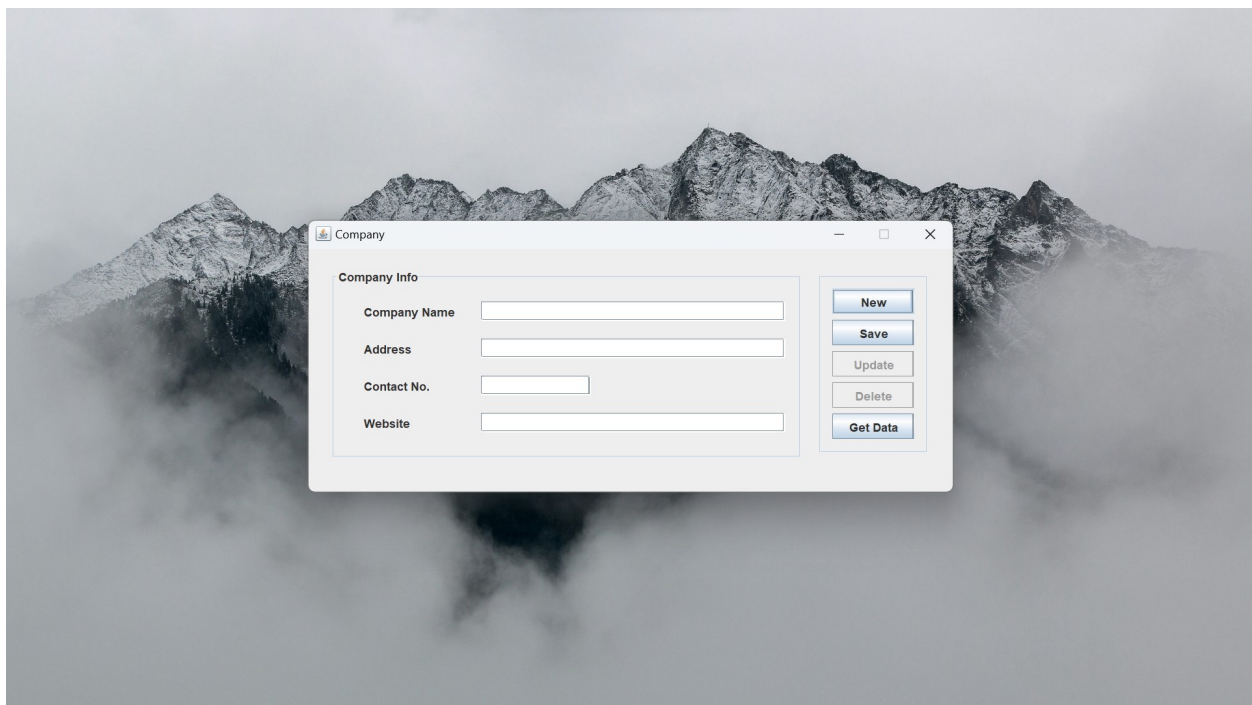 Company
Company Info
Company Name
Address
Contact No.
Website
New
Save
Update
Delete
Get Data